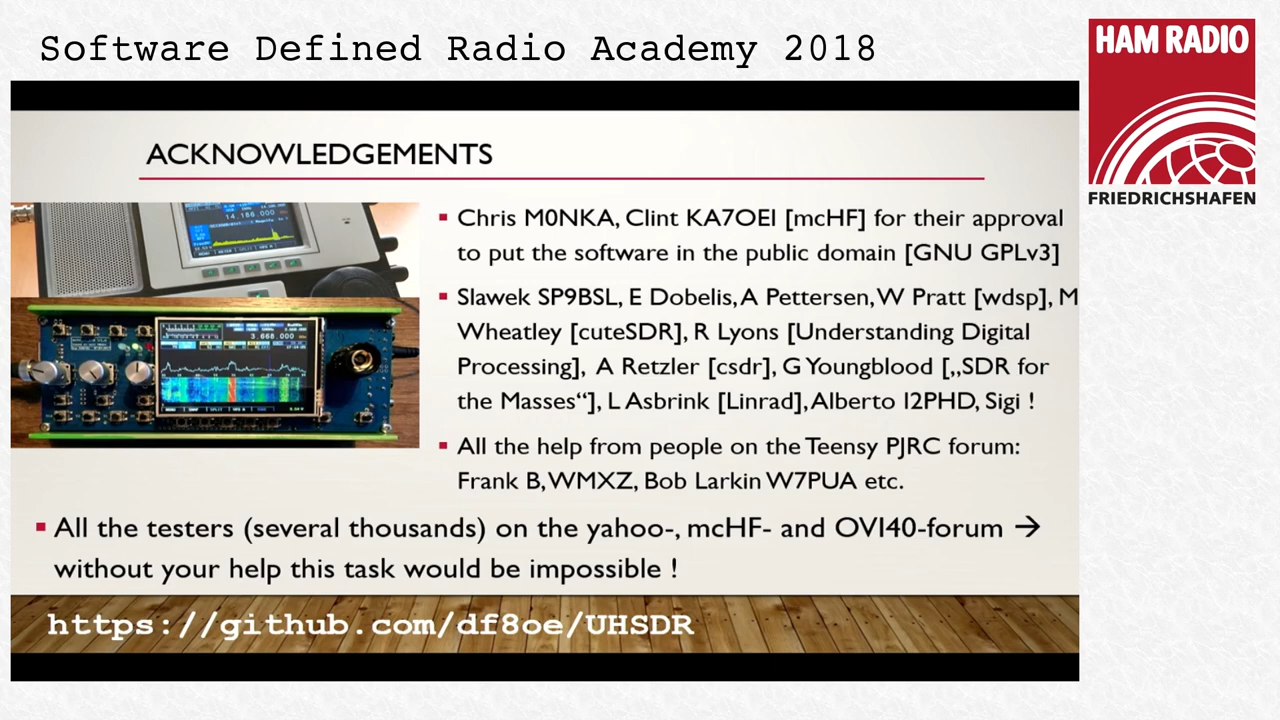 Software Defined Radio Academy 2018
HAM RADIO
FRIEDRICHSHAFEN
ACKNOWLEDGEMENTS
14,186.000
3,668.000
▪ Chris M0NKA, Clint KA7OEI [mcHF] for their approval
to put the software in the public domain [GNU GPLv3]
▪ Slawek SP9BSL, E Dobelis, A Pettersen, W Pratt [wdsp], M
Wheatley [cuteSDR], R Lyons [Understanding Digital
Processing], A Retzler [csdr], G Youngblood [„SDR for
the Masses“], L Asbrink [Linrad], Alberto I2PHD, Sigi !
▪ All the help from people on the Teensy PJRC forum:
Frank B, WMXZ, Bob Larkin W7PUA etc.
▪ All the testers (several thousands) on the yahoo-, mcHF- and OVI40-forum →
without your help this task would be impossible !
https://github.com/df8oe/UHSDR